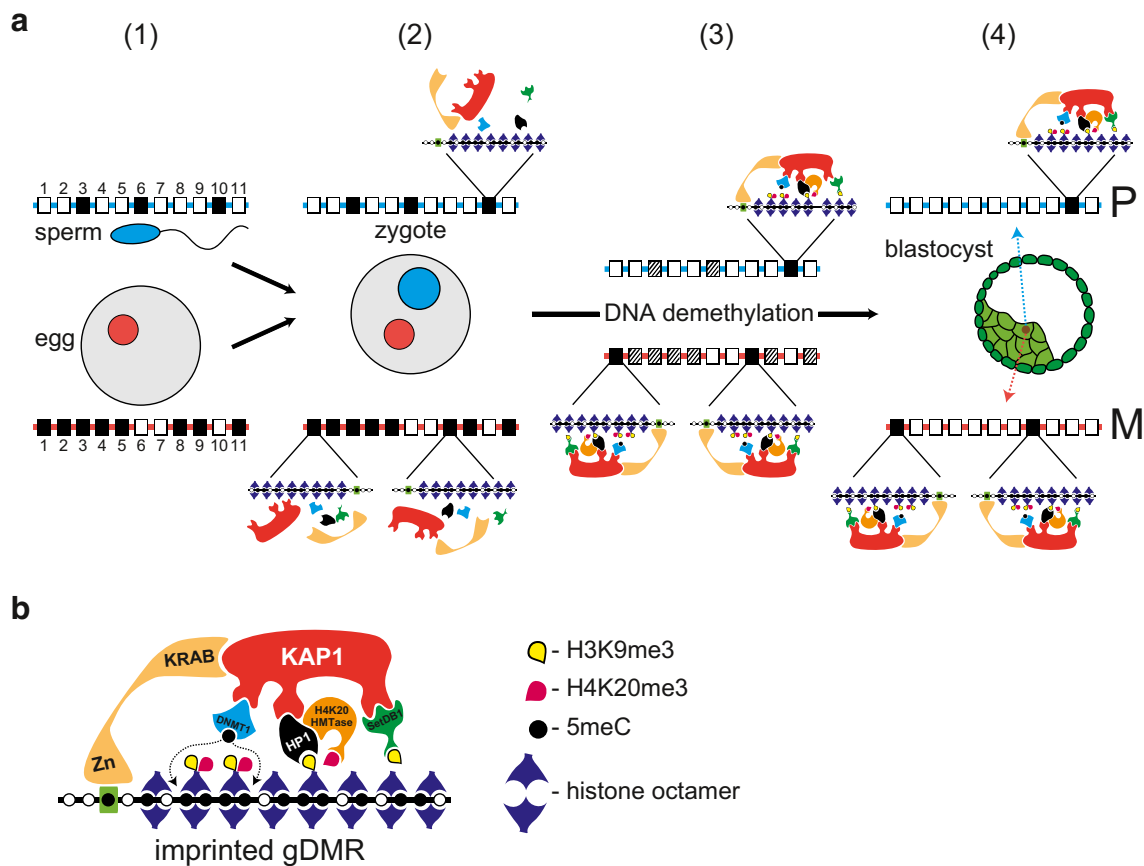 a
(1) (2) (3) (4)
1 2 3 4 5 6 7 8 9 10 11
P
sperm
zygote
blastocyst
DNA demethylation
egg
M
1 2 3 4 5 6 7 8 9 10 11
b
KRAB
KAP1
DNMT1
HP1
H4K20
HMTase
SetDB1
Zn
imprinted gDMR
- H3K9me3
- H4K20me3
- 5meC
- histone octamer